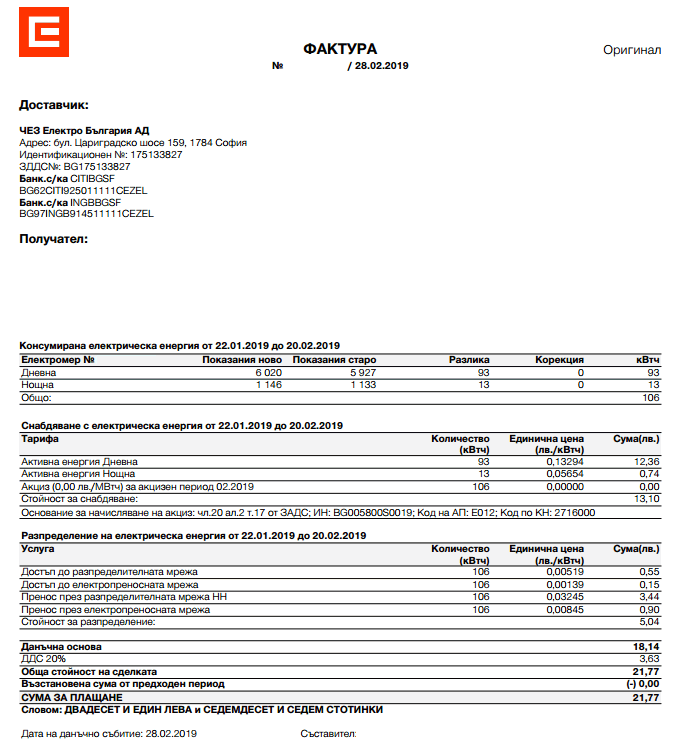 ФАКТУРА
Оригинал
№ / 28.02.2019
Доставчик:
ЧЕЗ Електро България АД
Адрес: бул. Цариградско шосе 159, 1784 София
Идентификационен №: 175133827
ЗДДС№: BG175133827
Банк.с/ка CITIBGSF
BG62CITI925011111CEZEL
Банк.с/ка INGBBGSF
BG97INGB914511111CEZEL
Получател:
Консумирана електрическа енергия от 22.01.2019 до 20.02.2019
Електромер № Показания ново Показания старо Разлика Корекция кВтч
Дневна 6 020 5 927 93 0 93
Нощна 1 146 1 133 13 0 13
Общо: 106
Снабдяване с електрическа енергия от 22.01.2019 до 20.02.2019
Тарифа Количество Единична цена Сума(лв.)
(кВтч) (лв./кВтч)
Активна енергия Дневна 93 0,13294 12,36
Активна енергия Нощна 13 0,05654 0,74
Акциз (0,00 лв./МВтч) за акцизен период 02.2019 106 0,00000 0,00
Стойност за снабдяване: 13,10
Основание за начисляване на акциз: чл.20 ал.2 т.17 от ЗАДС; ИН: BG005800S0019; Код на АП: E012; Код по КН: 2716000
Разпределение на електрическа енергия от 22.01.2019 до 20.02.2019
Услуга Количество Единична цена Сума(лв.)
(кВтч) (лв./кВтч)
Достъп до разпределителната мрежа 106 0,00519 0,55
Достъп до електропреносната мрежа 106 0,00139 0,15
Пренос през разпределителната мрежа НН 106 0,03245 3,44
Пренос през електропреносната мрежа 106 0,00845 0,90
Стойност за разпределение: 5,04
Данъчна основа 18,14
ДДС 20% 3,63
Обща стойност на сделката 21,77
Възстановена сума от предходен период (-) 0,00
СУМА ЗА ПЛАЩАНЕ 21,77
Словом: ДВАДЕСЕТ И ЕДИН ЛЕВА и СЕДЕМДЕСЕТ И СЕДЕМ СТОТИНКИ
Дата на данъчно събитие: 28.02.2019 Съставител: